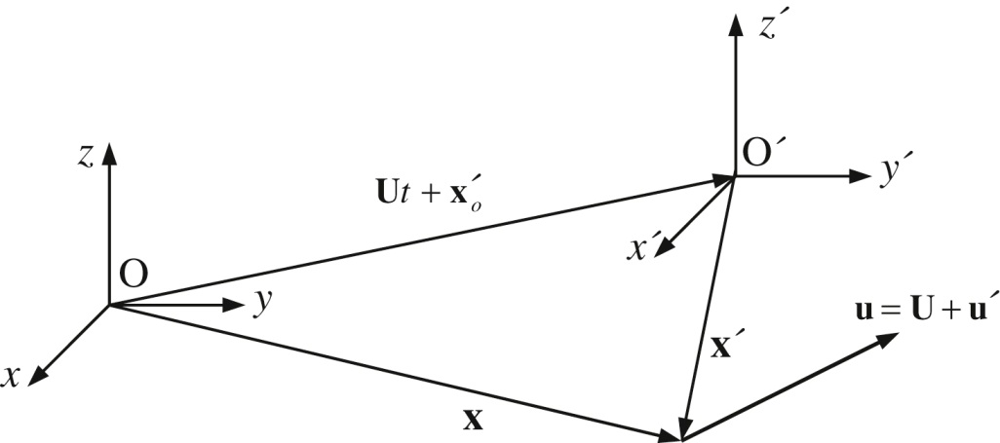 z´
O´
y´
Ut + x´ₒ
z
x´
O
y
u = U + u´
x´
x
x